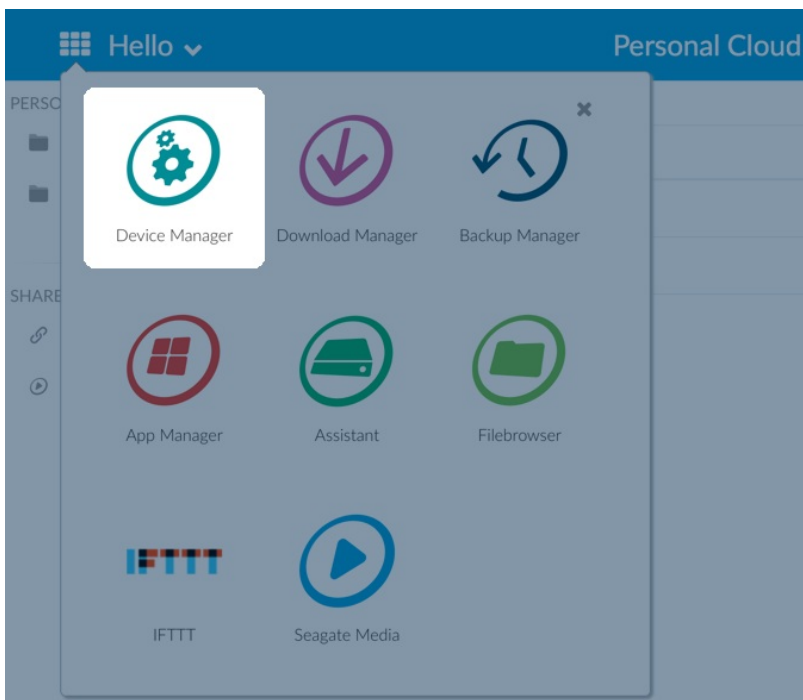 Hello
Personal Cloud
PERSO
Device Manager
Download Manager
Backup Manager
SHARE
App Manager
Assistant
Filebrowser
IFTTT
IFTTT
Seagate Media